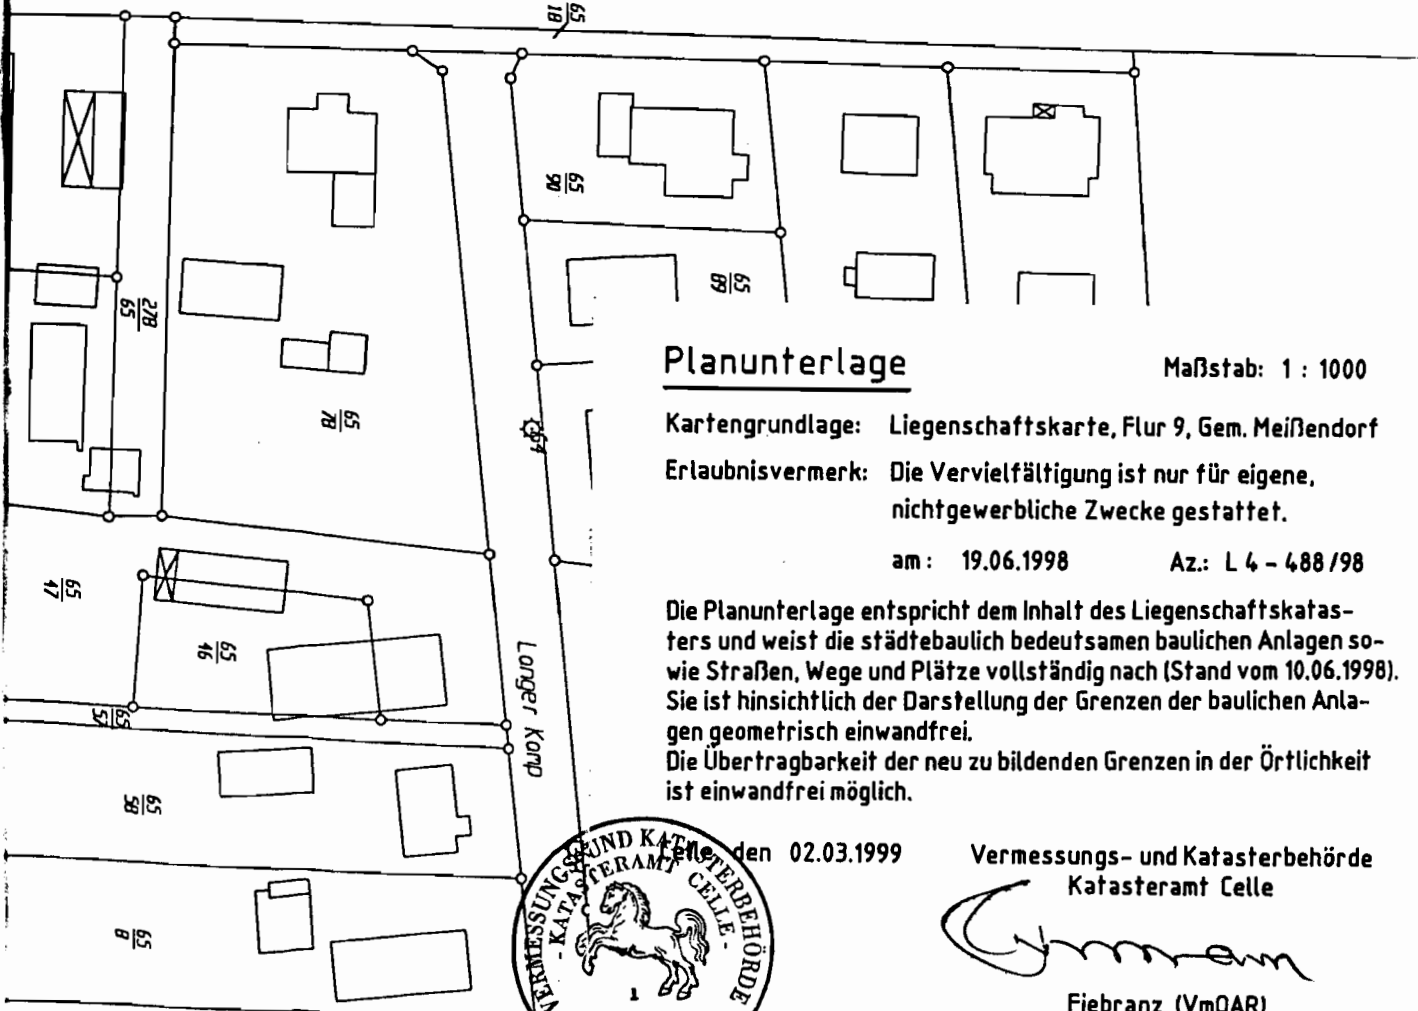 65
18
65
90
65
89
278
65
65
78
64
65
47
65
46
65
57
65
58
65
8
Langer Kamp
Planunterlage
Maßstab: 1 : 1000
Kartengrundlage: Liegenschaftskarte, Flur 9, Gem. Meißendorf
Erlaubnisvermerk: Die Vervielfältigung ist nur für eigene,
nichtgewerbliche Zwecke gestattet.
am: 19.06.1998 Az.: L 4 - 488/98
Die Planunterlage entspricht dem Inhalt des Liegenschaftskatas-
ters und weist die städtebaulich bedeutsamen baulichen Anlagen so-
wie Straßen, Wege und Plätze vollständig nach (Stand vom 10.06.1998).
Sie ist hinsichtlich der Darstellung der Grenzen der baulichen Anla-
gen geometrisch einwandfrei.
Die Übertragbarkeit der neu zu bildenden Grenzen in der Örtlichkeit
ist einwandfrei möglich.
Celle, den 02.03.1999
Vermessungs- und Katasterbehörde
Katasteramt Celle
VERMESSUNGS- UND KATASTERBEHÖRDE
- KATASTERAMT CELLE -
1
Fiebranz (VmOAR)